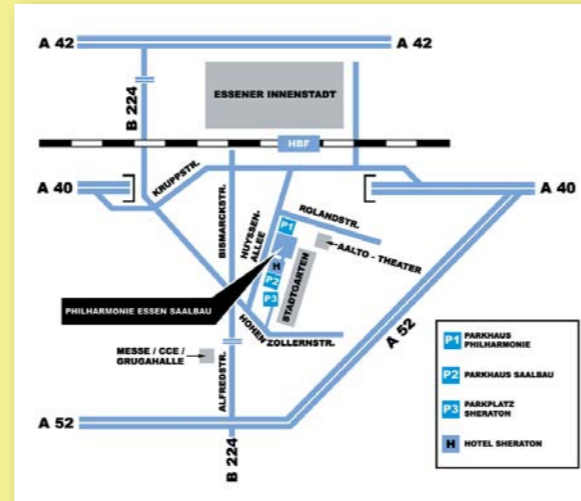 A 42
A 42
B 224
ESSENER INNENSTADT
HBF
KRUPPSTR.
A 40
A 40
BISMARCKSTR.
HUYSSEN-
ALLEE
ROLANDSTR.
P1
AALTO - THEATER
H
P2
P3
STADTGARTEN
PHILHARMONIE ESSEN SAALBAU
HOHEN
ZOLLERNSTR.
MESSE / CCE /
GRUGAHALLE
ALFREDSTR.
A 52
A 52
B 224
P1 PARKHAUS
PHILHARMONIE
P2 PARKHAUS SAALBAU
P3 PARKPLATZ
SHERATON
H HOTEL SHERATON